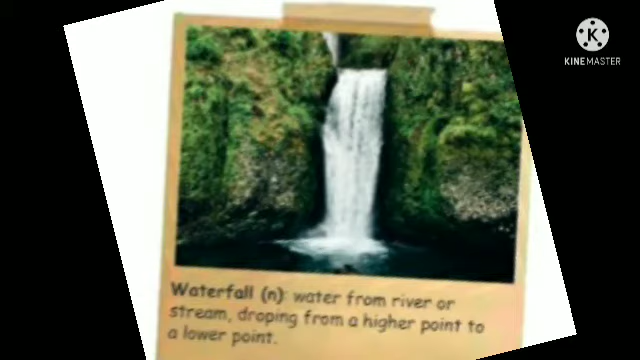 KINEMASTER
Waterfall (n): water from river or
stream, droping from a higher point to
a lower point.